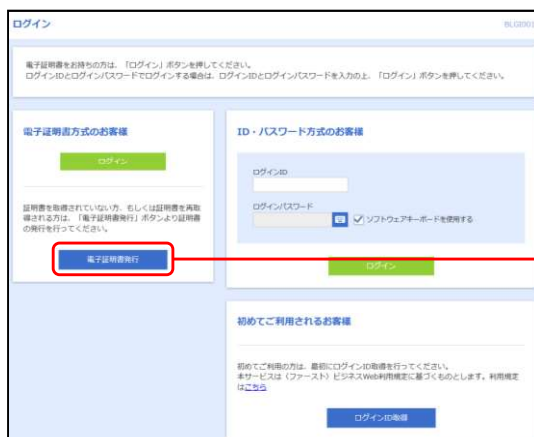 ログイン
電子証明書をお持ちの方は、「ログイン」ボタンを押してください。
ログインIDとログインパスワードでログインする場合は、ログインIDとログインパスワードを入力の上、「ログイン」ボタンを押してください。
電子証明書方式のお客様
ログイン
証明書を取得されていない方、もしくは証明書を再取
得される方は、「電子証明書発行」ボタンより証明書
の発行を行ってください。
電子証明書発行
ID・パスワード方式のお客様
ログインID
ログインパスワード
ソフトウェアキーボードを使用する
ログイン
初めてご利用されるお客様
初めてご利用の方は、最初にログインID取得を行ってください。
本サービスは（ファースト）ビジネスWeb利用規定に基づくものとします。利用規定
はこちら
ログインID取得